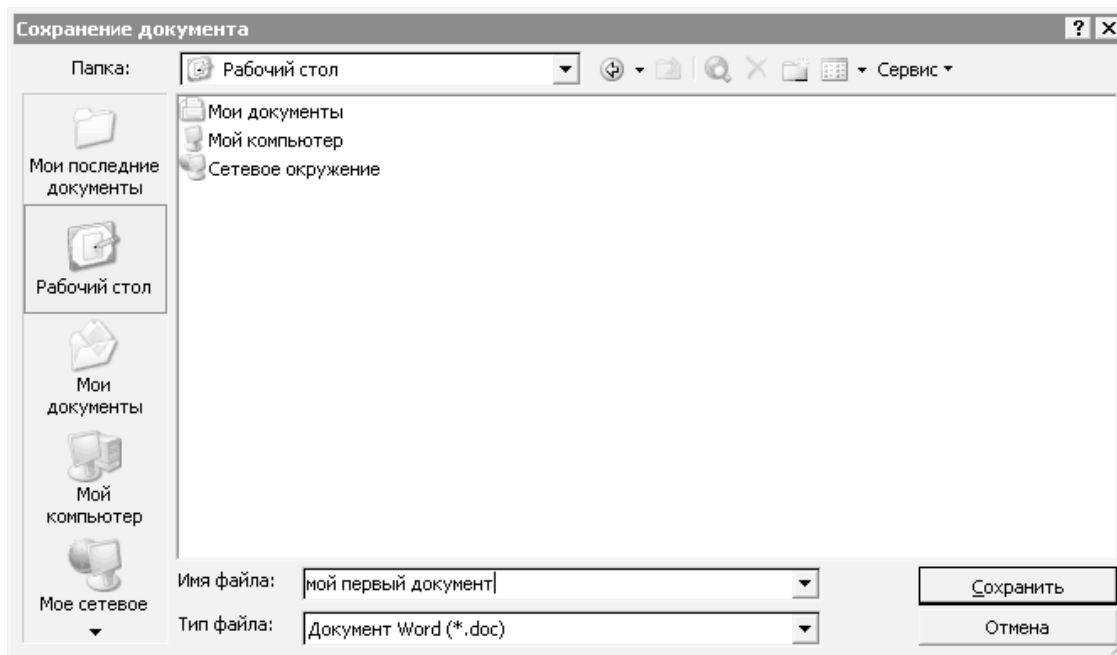 Сохранение документа
Папка:
Рабочий стол
Сервис
Мои последние
документы
Рабочий стол
Мои
документы
Мой
компьютер
Мое сетевое
Мои документы
Мой компьютер
Сетевое окружение
Имя файла:
мой первый документ
Сохранить
Тип файла:
Документ Word (*.doc)
Отмена